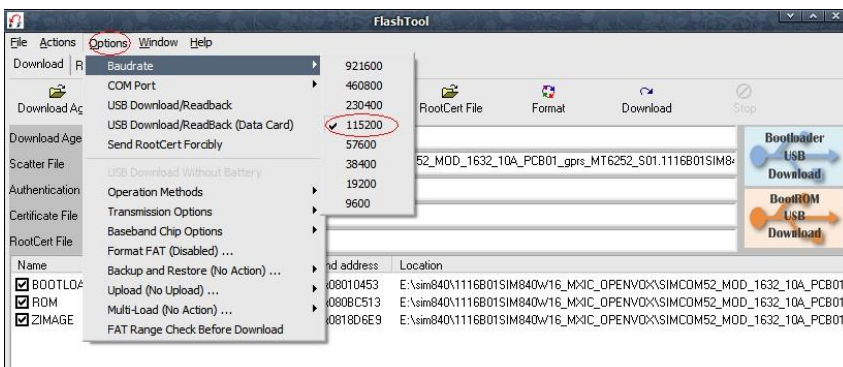 FlashTool
File Actions Options Window Help
Download
Baudrate
COM Port
USB Download/Readback
USB Download/ReadBack (Data Card)
Send RootCert Forcibly
USB Download Without Battery
Operation Methods
Transmission Options
Baseband Chip Options
Format FAT (Disabled) ...
Backup and Restore (No Action) ...
Upload (No Upload) ...
Multi-Load (No Action) ...
FAT Range Check Before Download
921600
460800
230400
115200
57600
38400
19200
9600
Download Ag
RootCert File
Format
Download
Stop
Download Age
Scatter File
52_MOD_1632_10A_PCB01_gprs_MT6252_S01.1116B01SIM84
Authentication
Certificate File
RootCert File
Bootloader
USB
Download
BootROM
USB
Download
Name nd address Location
BOOTLOA 08010453 E:\sim840\1116B01SIM840W16_MXIC_OPENVOX\SIMCOM52_MOD_1632_10A_PCB01
ROM 080BC513 E:\sim840\1116B01SIM840W16_MXIC_OPENVOX\SIMCOM52_MOD_1632_10A_PCB01
ZIMAGE 0818D6E9 E:\sim840\1116B01SIM840W16_MXIC_OPENVOX\SIMCOM52_MOD_1632_10A_PCB01